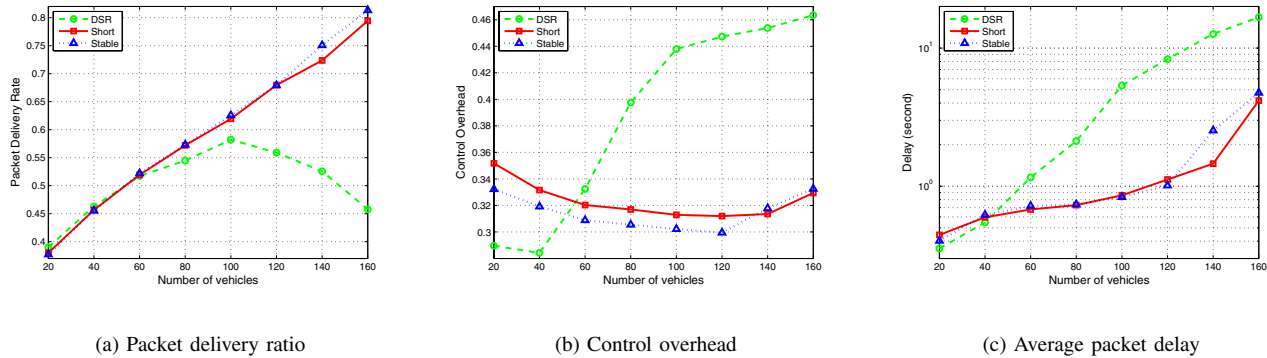 0.8
0.75
0.7
0.65
0.6
0.55
0.5
0.45
0.4
Packet Delivery Rate
DSR
Short
Stable
20 40 60 80 100 120 140 160
Number of vehicles
(a) Packet delivery ratio
0.46
0.44
0.42
0.4
0.38
0.36
0.34
0.32
0.3
Control Overhead
DSR
Short
Stable
20 40 60 80 100 120 140 160
Number of vehicles
(b) Control overhead
10^1
10^0
Delay (second)
DSR
Short
Stable
20 40 60 80 100 120 140 160
Number of vehicles
(c) Average packet delay